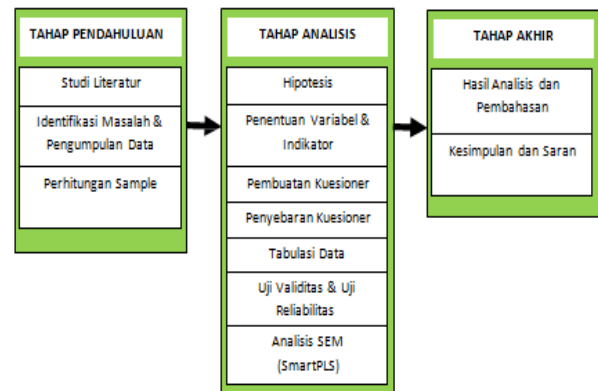 TAHAP PENDAHULUAN
Studi Literatur
Identifikasi Masalah &
Pengumpulan Data
Perhitungan Sample
TAHAP ANALISIS
Hipotesis
Penentuan Variabel &
Indikator
Pembuatan Kuesioner
Penyebaran Kuesioner
Tabulasi Data
Uji Validitas & Uji
Reliabilitas
Analisis SEM
(SmartPLS)
TAHAP AKHIR
Hasil Analisis dan
Pembahasan
Kesimpulan dan Saran